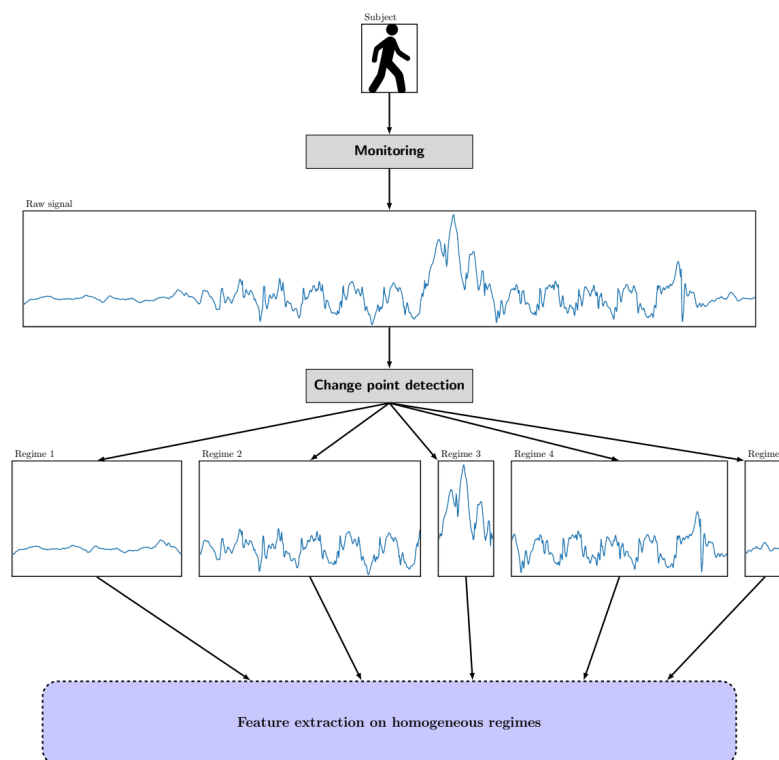 Subject
Monitoring
Raw signal
Change point detection
Regime 1
Regime 2
Regime 3
Regime 4
Regime
Feature extraction on homogeneous regimes